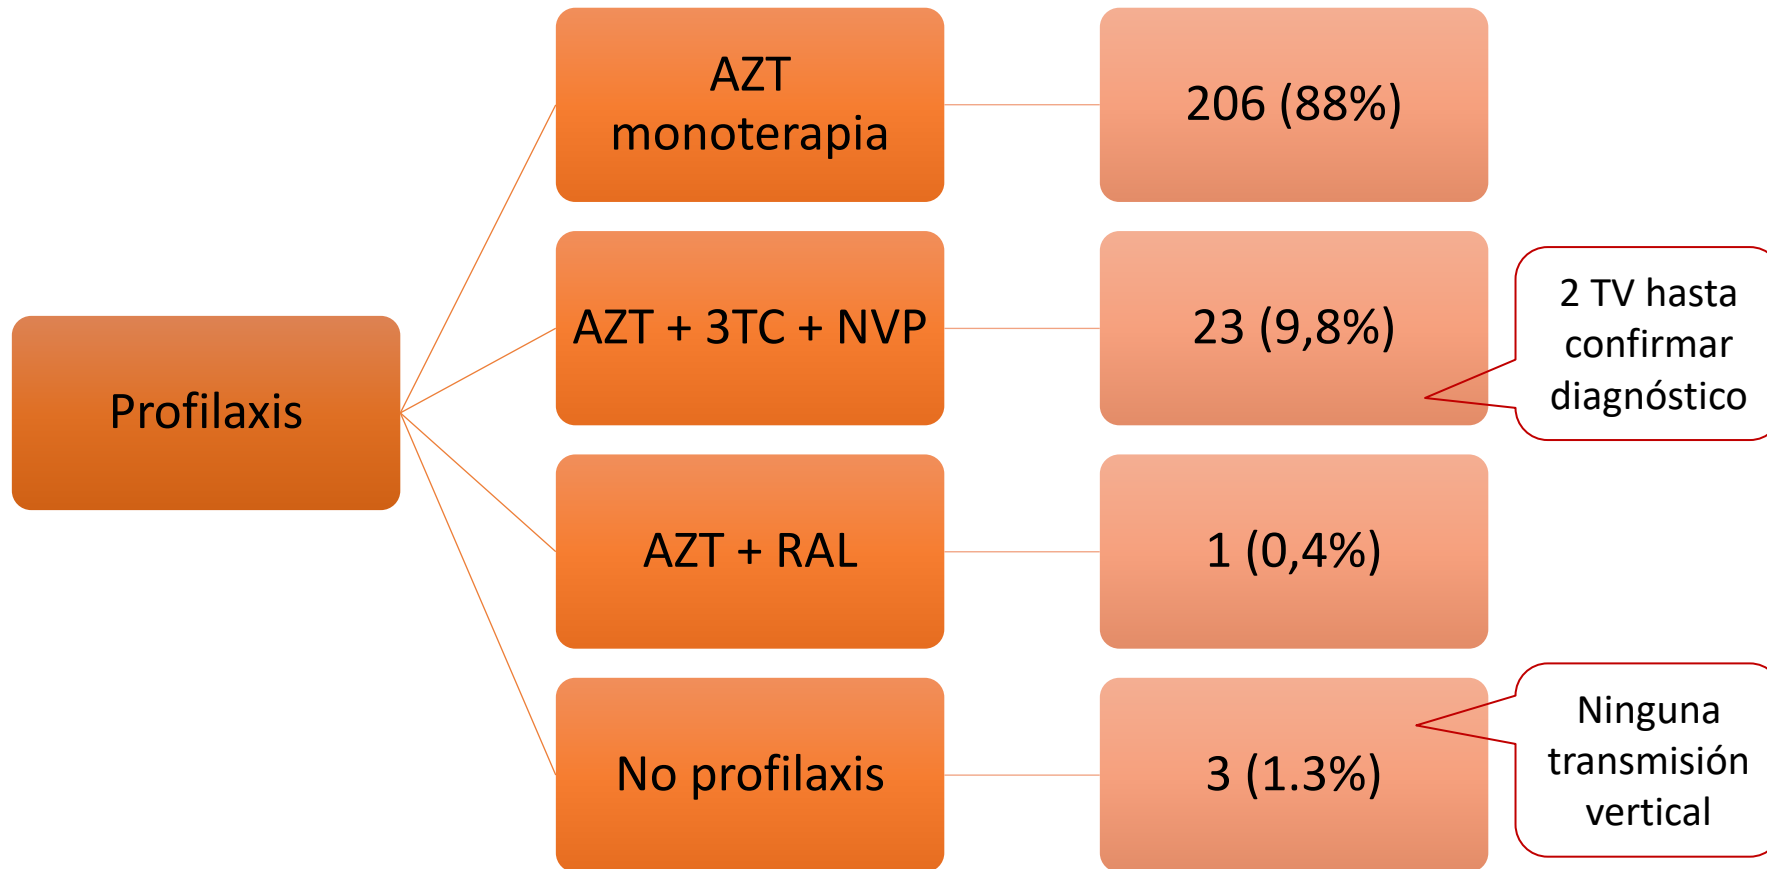 Profilaxis
AZT
monoterapia
206 (88%)
AZT + 3TC + NVP
23 (9,8%)
2 TV hasta
confirmar
diagnóstico
AZT + RAL
1 (0,4%)
No profilaxis
3 (1.3%)
Ninguna
transmisión
vertical